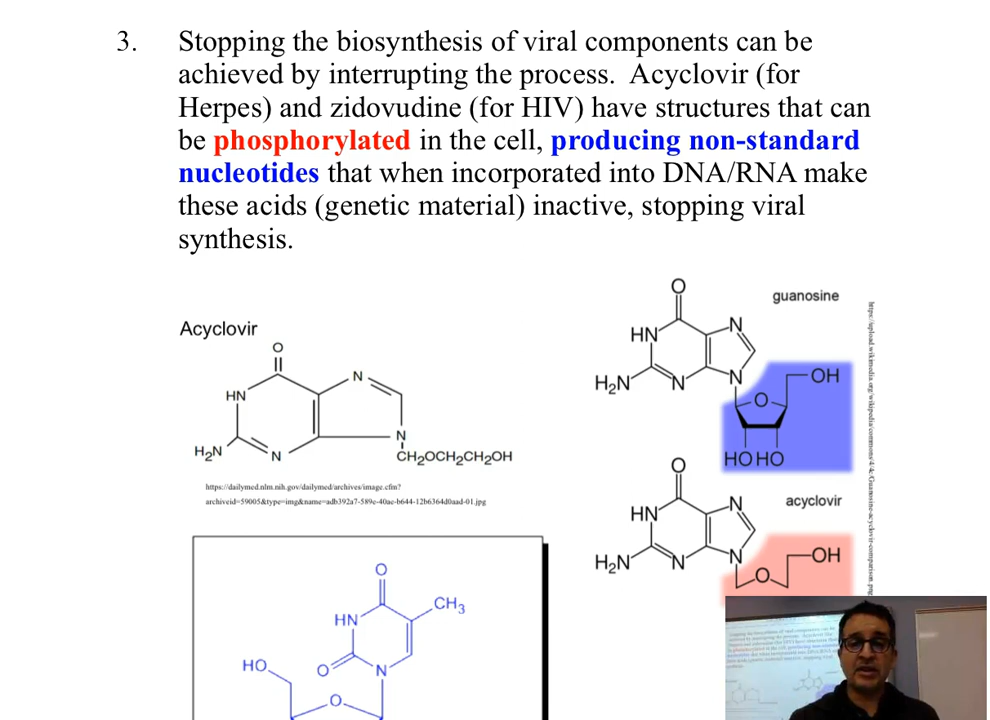 3. Stopping the biosynthesis of viral components can be
achieved by interrupting the process. Acyclovir (for
Herpes) and zidovudine (for HIV) have structures that can
be phosphorylated in the cell, producing non-standard
nucleotides that when incorporated into DNA/RNA make
these acids (genetic material) inactive, stopping viral
synthesis.
Acyclovir
O
HN
N
H₂N
N
N
CH₂OCH₂CH₂OH
https://dailymed.nlm.nih.gov/dailymed/archives/image.cfm?
archiveid=59005&type=img&name=adb392a7-589e-40ae-b644-12b6364d0aad-01.jpg
guanosine
O
HN
N
H₂N
N
N
OH
O
HO HO
acyclovir
O
HN
N
H₂N
N
N
OH
O
O
CH₃
HN
HO
O
N
O